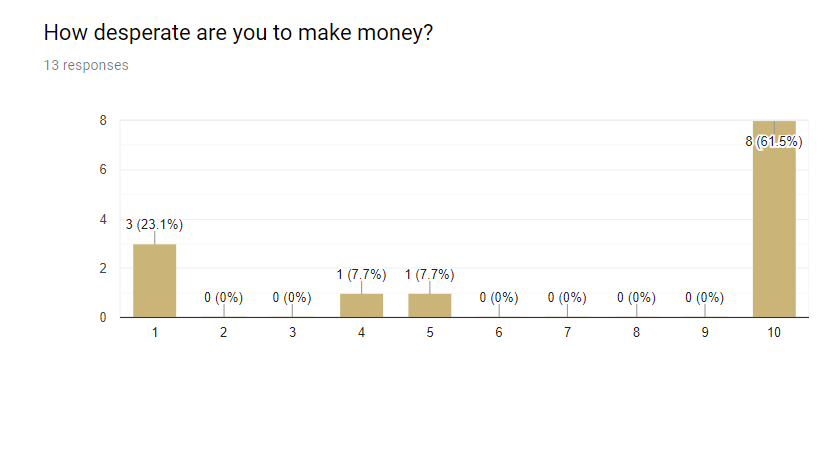 How desperate are you to make money?
13 responses
8
8 (61.5%)
6
4
3 (23.1%)
2
1 (7.7%) 1 (7.7%)
0 (0%) 0 (0%) 0 (0%) 0 (0%) 0 (0%) 0 (0%)
0
1 2 3 4 5 6 7 8 9 10